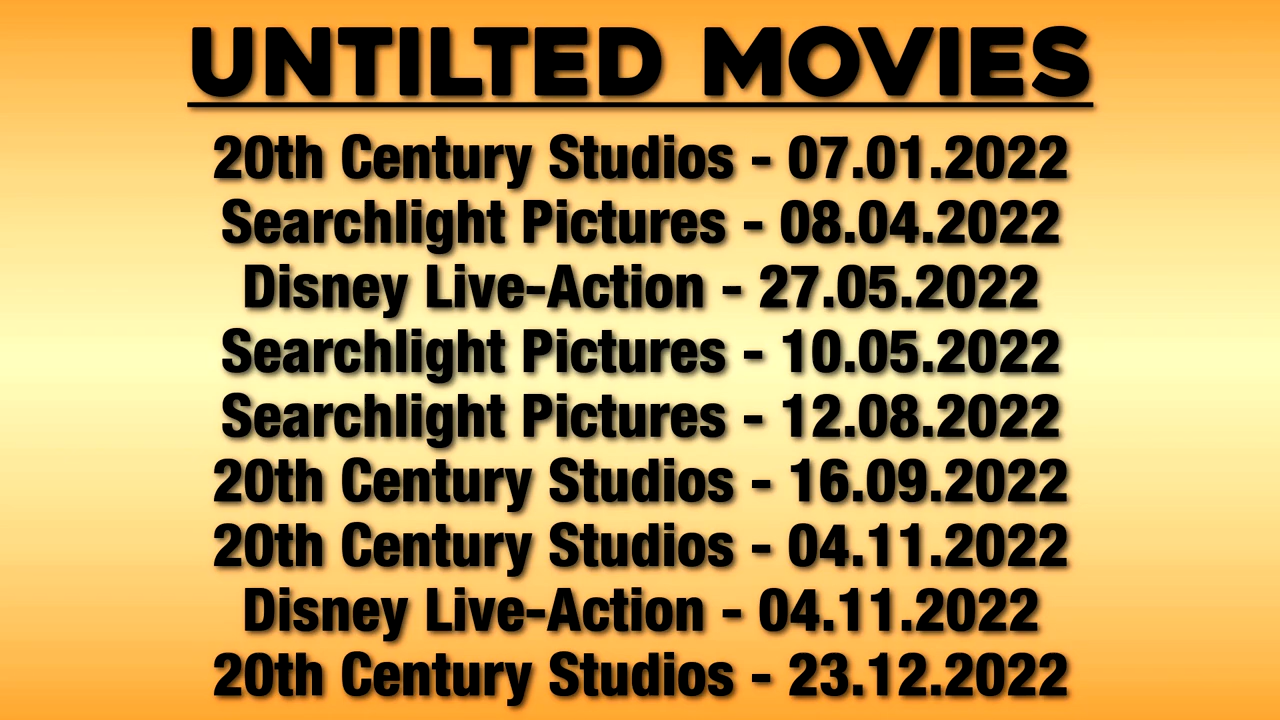 UNTILTED MOVIES
20th Century Studios - 07.01.2022
Searchlight Pictures - 08.04.2022
Disney Live-Action - 27.05.2022
Searchlight Pictures - 10.05.2022
Searchlight Pictures - 12.08.2022
20th Century Studios - 16.09.2022
20th Century Studios - 04.11.2022
Disney Live-Action - 04.11.2022
20th Century Studios - 23.12.2022